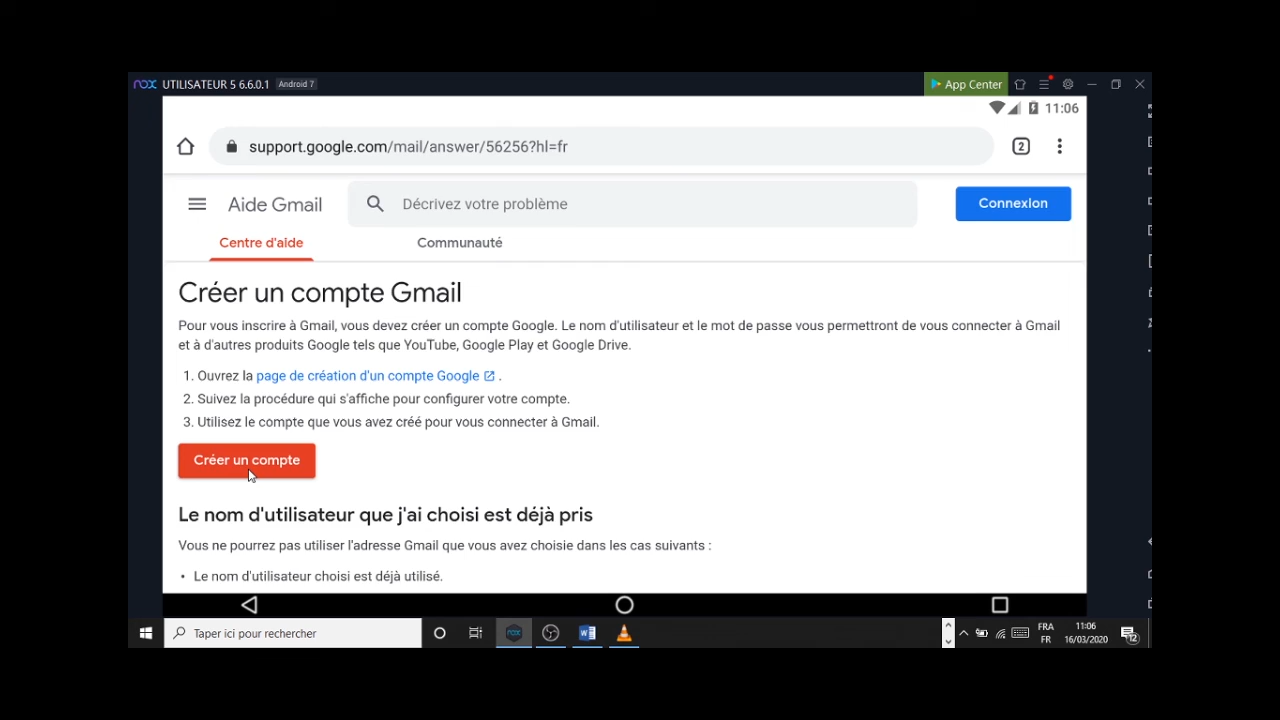 nox UTILISATEUR 5 6.6.0.1 Android 7 App Center
11:06
support.google.com/mail/answer/56256?hl=fr 2
Aide Gmail Décrivez votre problème Connexion
Centre d'aide Communauté
Créer un compte Gmail
Pour vous inscrire à Gmail, vous devez créer un compte Google. Le nom d'utilisateur et le mot de passe vous permettront de vous connecter à Gmail
et à d'autres produits Google tels que YouTube, Google Play et Google Drive.
1. Ouvrez la page de création d'un compte Google .
2. Suivez la procédure qui s'affiche pour configurer votre compte.
3. Utilisez le compte que vous avez créé pour vous connecter à Gmail.
Créer un compte
Le nom d'utilisateur que j'ai choisi est déjà pris
Vous ne pourrez pas utiliser l'adresse Gmail que vous avez choisie dans les cas suivants :
• Le nom d'utilisateur choisi est déjà utilisé.
Taper ici pour rechercher
FRA 11:06
FR 16/03/2020 12